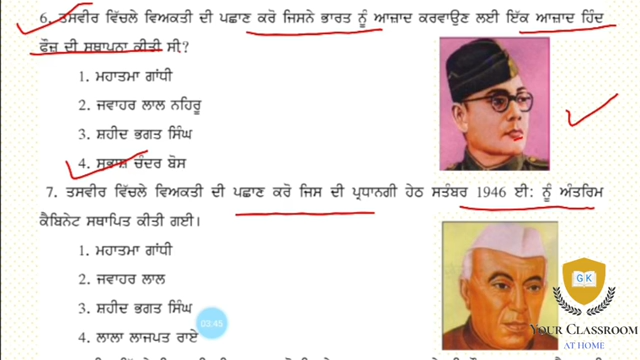 6. ਤਸਵੀਰ ਵਿੱਚਲੇ ਵਿਅਕਤੀ ਦੀ ਪਛਾਣ ਕਰੋ ਜਿਸਨੇ ਭਾਰਤ ਨੂੰ ਆਜ਼ਾਦ ਕਰਵਾਉਣ ਲਈ ਇੱਕ ਆਜ਼ਾਦ ਹਿੰਦ
ਫੌਜ਼ ਦੀ ਸਥਾਪਨਾ ਕੀਤੀ ਸੀ?
1. ਮਹਾਤਮਾ ਗਾਂਧੀ
2. ਜਵਾਹਰ ਲਾਲ ਨਹਿਰੂ
3. ਸ਼ਹੀਦ ਭਗਤ ਸਿੰਘ
4. ਸੁਭਾਸ਼ ਚੰਦਰ ਬੋਸ
7. ਤਸਵੀਰ ਵਿੱਚਲੇ ਵਿਅਕਤੀ ਦੀ ਪਛਾਣ ਕਰੋ ਜਿਸ ਦੀ ਪ੍ਰਧਾਨਗੀ ਹੇਠ ਸਤੰਬਰ 1946 ਈ: ਨੂੰ ਅੰਤਰਿਮ
ਕੈਬਿਨੇਟ ਸਥਾਪਿਤ ਕੀਤੀ ਗਈ।
1. ਮਹਾਤਮਾ ਗਾਂਧੀ
2. ਜਵਾਹਰ ਲਾਲ
3. ਸ਼ਹੀਦ ਭਗਤ ਸਿੰਘ
4. ਲਾਲਾ ਲਾਜਪਤ ਰਾਏ
03:45
GK
YOUR CLASSROOM
AT HOME